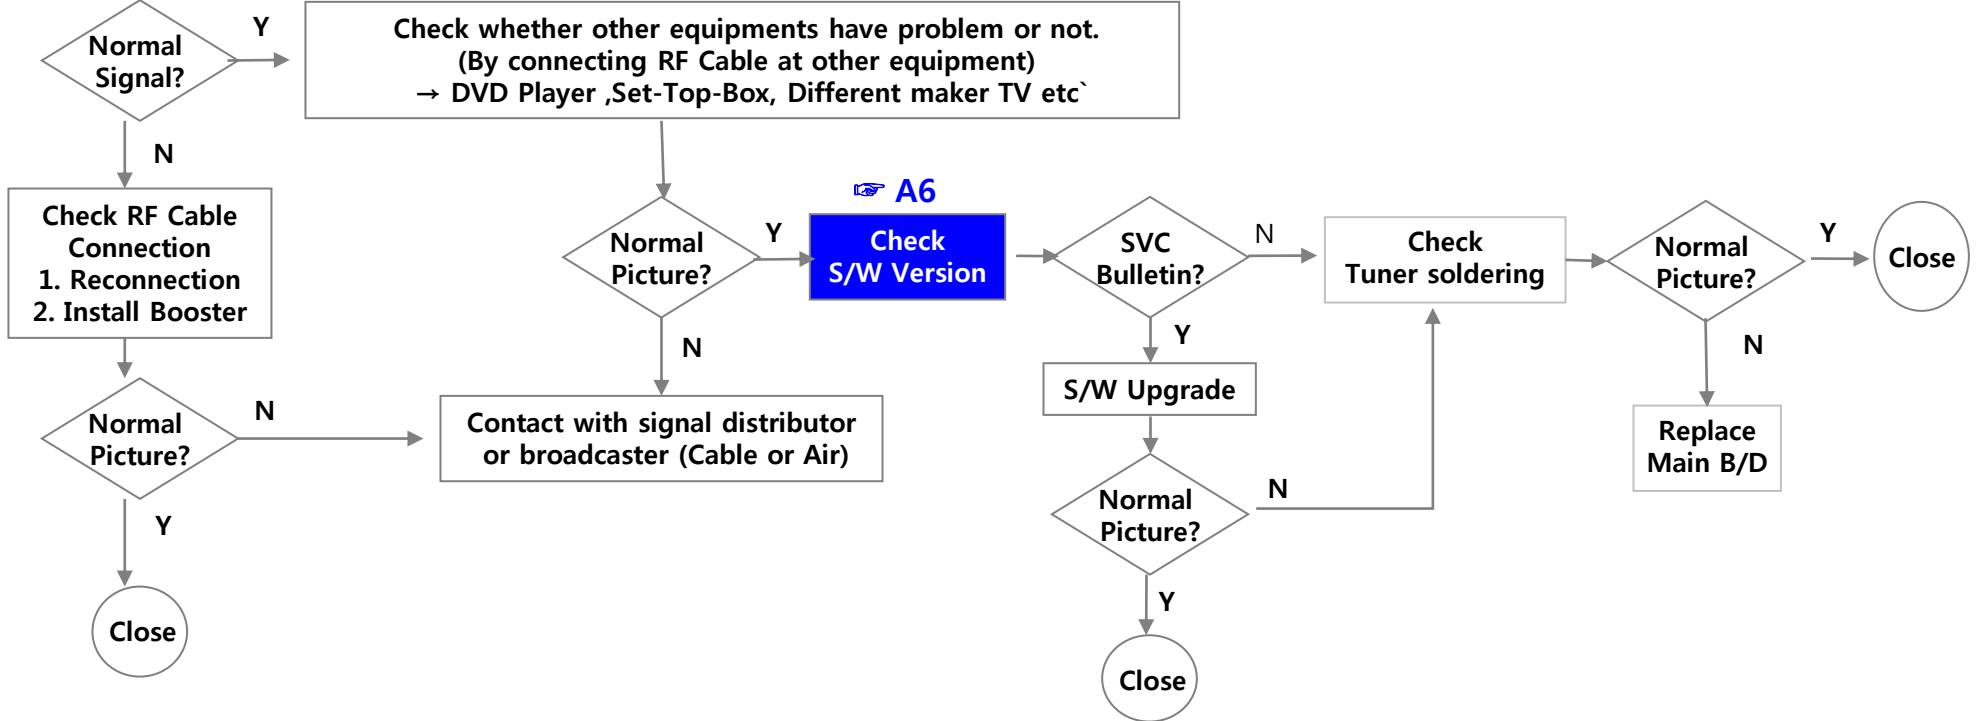 Normal
Signal?
Y
Check whether other equipments have problem or not.
(By connecting RF Cable at other equipment)
→ DVD Player ,Set-Top-Box, Different maker TV etc`
N
Check RF Cable
Connection
1. Reconnection
2. Install Booster
Normal
Picture?
N
Y
Close
Normal
Picture?
Y
N
Contact with signal distributor
or broadcaster (Cable or Air)
☞ A6
Check
S/W Version
SVC
Bulletin?
N
Y
S/W Upgrade
Normal
Picture?
N
Y
Close
Check
Tuner soldering
Normal
Picture?
Y
Close
N
Replace
Main B/D